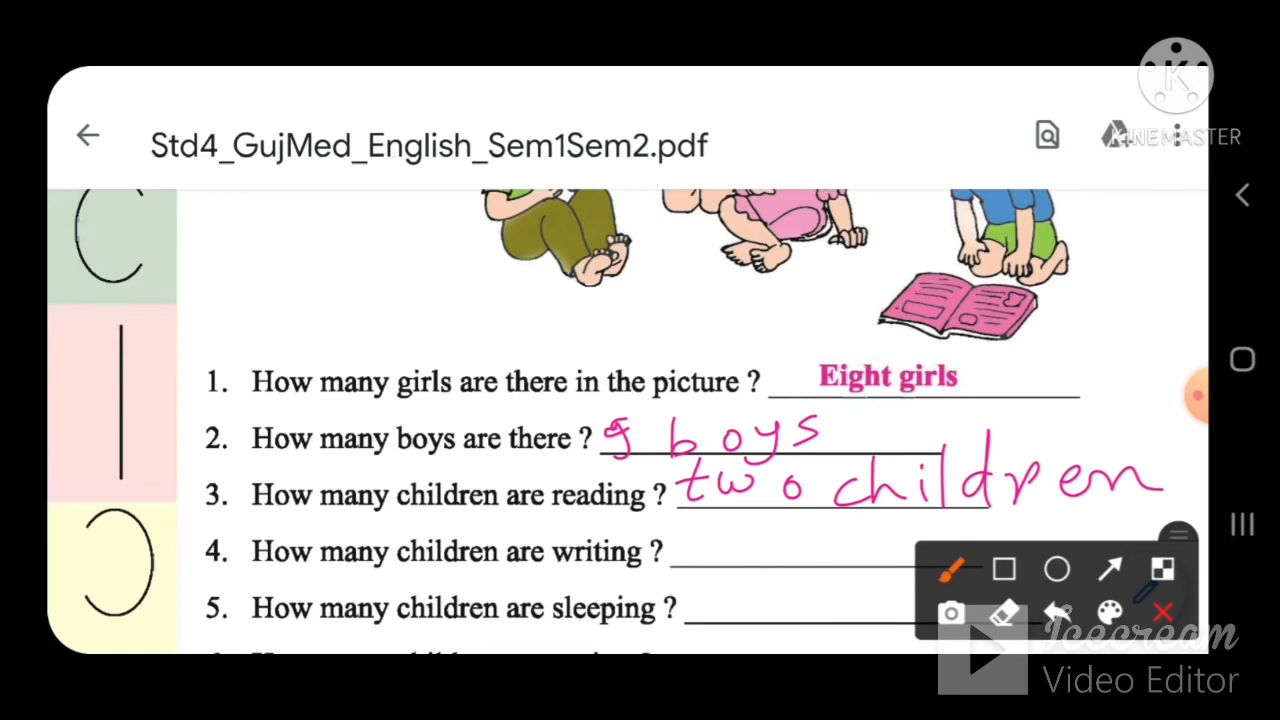 K
KINEMASTER
Std4_GujMed_English_Sem1Sem2.pdf
1. How many girls are there in the picture ? Eight girls
2. How many boys are there ? 9 boys
3. How many children are reading ? two children
4. How many children are writing ?
5. How many children are sleeping ?
Icecream
Video Editor